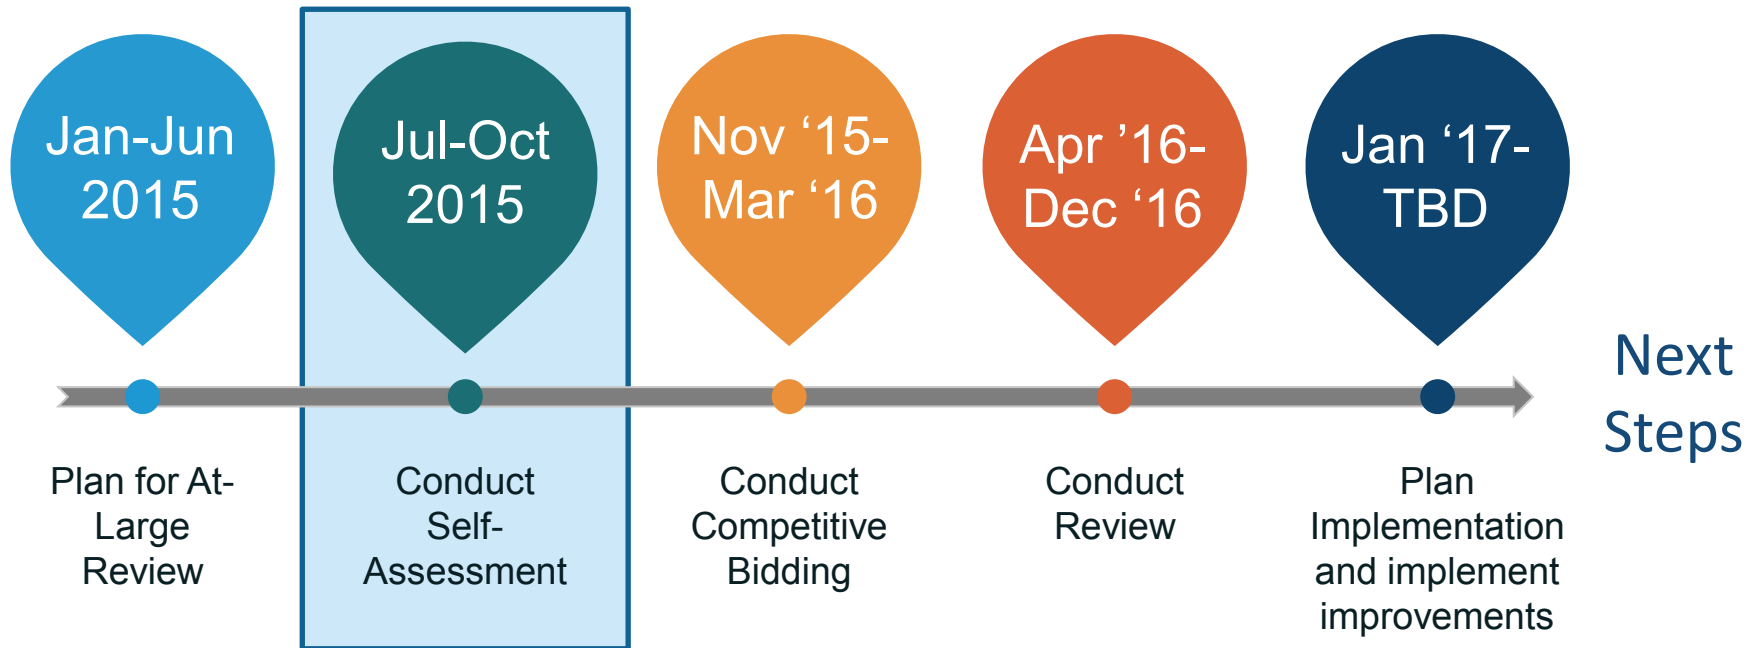 Jan-Jun
2015
Jul-Oct
2015
Nov ‘15-
Mar ‘16
Apr ’16-
Dec ‘16
Jan ‘17-
TBD
Next
Steps
Plan for At-
Large
Review
Conduct
Self-
Assessment
Conduct
Competitive
Bidding
Conduct
Review
Plan
Implementation
and implement
improvements